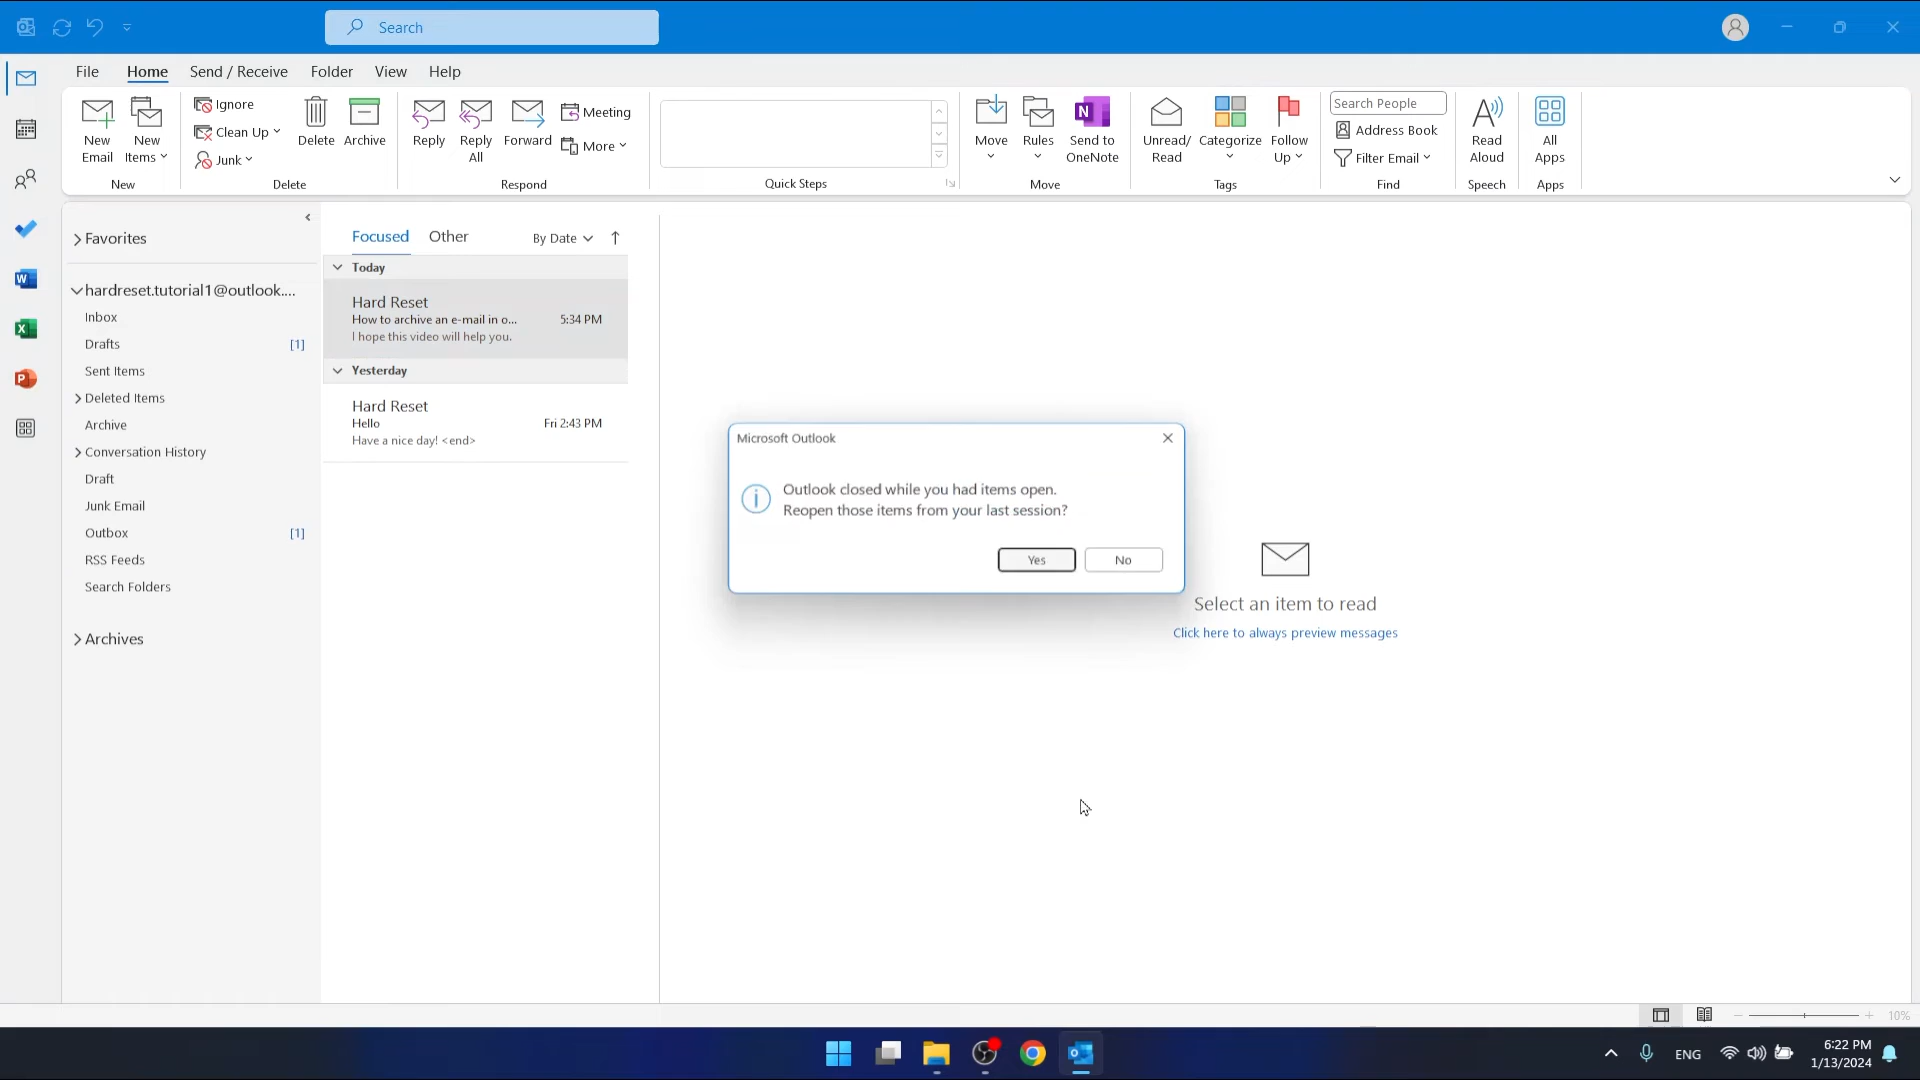 Search
File Home Send / Receive Folder View Help
New Email
New Items
Ignore
Clean Up
Junk
Delete
Archive
Reply
Reply All
Forward
Meeting
More
Move
Rules
Send to OneNote
Unread/ Read
Categorize
Follow Up
Search People
Address Book
Filter Email
Read Aloud
All Apps
New
Delete
Respond
Quick Steps
Move
Tags
Find
Speech
Apps
Favorites
hardreset.tutorial1@outlook....
Inbox
Drafts [1]
Sent Items
Deleted Items
Archive
Conversation History
Draft
Junk Email
Outbox [1]
RSS Feeds
Search Folders
Archives
Focused Other By Date
Today
Hard Reset
How to archive an e-mail in o... 5:34 PM
I hope this video will help you.
Yesterday
Hard Reset
Hello Fri 2:43 PM
Have a nice day! <end>
Microsoft Outlook
Outlook closed while you had items open.
Reopen those items from your last session?
Yes No
Select an item to read
Click here to always preview messages
10%
ENG
6:22 PM
1/13/2024